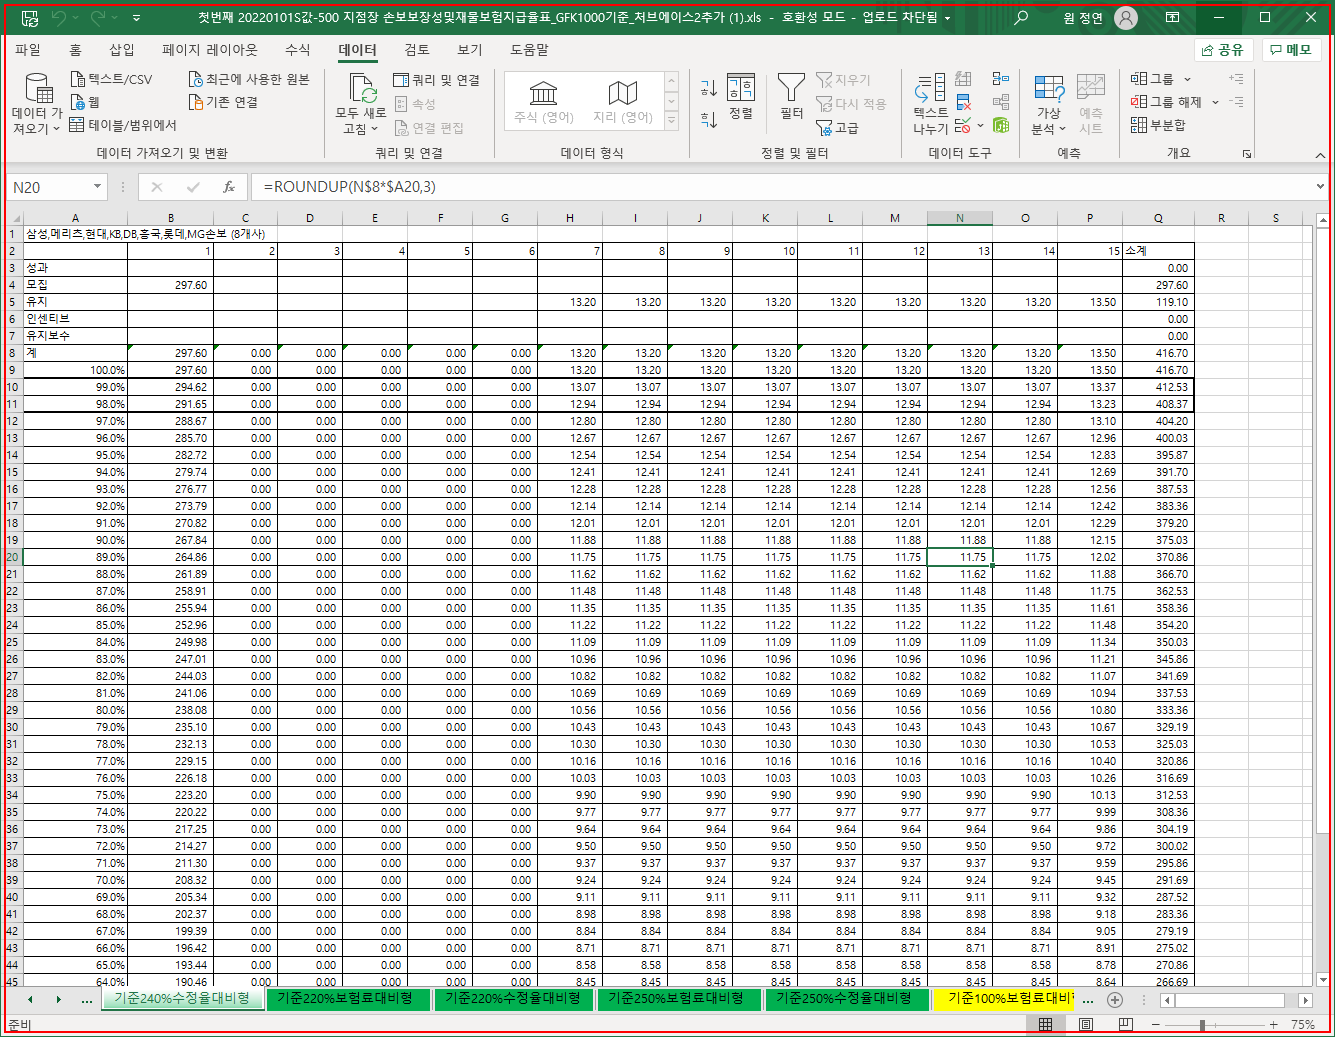 첫번째 20220101S값-500 지점장 손보보장성및재물보험지급율표_GFK1000기준_처브에이스2추가 (1).xls - 호환성 모드 - 업로드 차단됨
원 정연
파일 홈 삽입 페이지 레이아웃 수식 데이터 검토 보기 도움말 공유 메모
데이터 가져오기
텍스트/CSV
웹
테이블/범위에서
최근에 사용한 원본
기존 연결
데이터 가져오기 및 변환
모두 새로 고침
쿼리 및 연결
속성
연결 편집
쿼리 및 연결
주식 (영어) 지리 (영어)
데이터 형식
정렬
필터
지우기
다시 적용
고급
정렬 및 필터
텍스트 나누기
데이터 도구
가상 분석
예측 시트
예측
그룹
그룹 해제
부분합
개요
N20 fx =ROUNDUP(N$8*$A20,3)
A B C D E F G H I J K L M N O P Q R S
1 삼성,메리츠,현대,KB,DB,흥국,롯데,MG손보 (8개사)
2 1 2 3 4 5 6 7 8 9 10 11 12 13 14 15 소계
3 성과 0.00
4 모집 297.60 297.60
5 유지 13.20 13.20 13.20 13.20 13.20 13.20 13.20 13.20 13.50 119.10
6 인센티브 0.00
7 유지보수 0.00
8 계 297.60 0.00 0.00 0.00 0.00 0.00 13.20 13.20 13.20 13.20 13.20 13.20 13.20 13.20 13.50 416.70
9 100.0% 297.60 0.00 0.00 0.00 0.00 0.00 13.20 13.20 13.20 13.20 13.20 13.20 13.20 13.20 13.50 416.70
10 99.0% 294.62 0.00 0.00 0.00 0.00 0.00 13.07 13.07 13.07 13.07 13.07 13.07 13.07 13.07 13.37 412.53
11 98.0% 291.65 0.00 0.00 0.00 0.00 0.00 12.94 12.94 12.94 12.94 12.94 12.94 12.94 12.94 13.23 408.37
12 97.0% 288.67 0.00 0.00 0.00 0.00 0.00 12.80 12.80 12.80 12.80 12.80 12.80 12.80 12.80 13.10 404.20
13 96.0% 285.70 0.00 0.00 0.00 0.00 0.00 12.67 12.67 12.67 12.67 12.67 12.67 12.67 12.67 12.96 400.03
14 95.0% 282.72 0.00 0.00 0.00 0.00 0.00 12.54 12.54 12.54 12.54 12.54 12.54 12.54 12.54 12.83 395.87
15 94.0% 279.74 0.00 0.00 0.00 0.00 0.00 12.41 12.41 12.41 12.41 12.41 12.41 12.41 12.41 12.69 391.70
16 93.0% 276.77 0.00 0.00 0.00 0.00 0.00 12.28 12.28 12.28 12.28 12.28 12.28 12.28 12.28 12.56 387.53
17 92.0% 273.79 0.00 0.00 0.00 0.00 0.00 12.14 12.14 12.14 12.14 12.14 12.14 12.14 12.14 12.42 383.36
18 91.0% 270.82 0.00 0.00 0.00 0.00 0.00 12.01 12.01 12.01 12.01 12.01 12.01 12.01 12.01 12.29 379.20
19 90.0% 267.84 0.00 0.00 0.00 0.00 0.00 11.88 11.88 11.88 11.88 11.88 11.88 11.88 11.88 12.15 375.03
20 89.0% 264.86 0.00 0.00 0.00 0.00 0.00 11.75 11.75 11.75 11.75 11.75 11.75 11.75 11.75 12.02 370.86
21 88.0% 261.89 0.00 0.00 0.00 0.00 0.00 11.62 11.62 11.62 11.62 11.62 11.62 11.62 11.62 11.88 366.70
22 87.0% 258.91 0.00 0.00 0.00 0.00 0.00 11.48 11.48 11.48 11.48 11.48 11.48 11.48 11.48 11.75 362.53
23 86.0% 255.94 0.00 0.00 0.00 0.00 0.00 11.35 11.35 11.35 11.35 11.35 11.35 11.35 11.35 11.61 358.36
24 85.0% 252.96 0.00 0.00 0.00 0.00 0.00 11.22 11.22 11.22 11.22 11.22 11.22 11.22 11.22 11.48 354.20
25 84.0% 249.98 0.00 0.00 0.00 0.00 0.00 11.09 11.09 11.09 11.09 11.09 11.09 11.09 11.09 11.34 350.03
26 83.0% 247.01 0.00 0.00 0.00 0.00 0.00 10.96 10.96 10.96 10.96 10.96 10.96 10.96 10.96 11.21 345.86
27 82.0% 244.03 0.00 0.00 0.00 0.00 0.00 10.82 10.82 10.82 10.82 10.82 10.82 10.82 10.82 11.07 341.69
28 81.0% 241.06 0.00 0.00 0.00 0.00 0.00 10.69 10.69 10.69 10.69 10.69 10.69 10.69 10.69 10.94 337.53
29 80.0% 238.08 0.00 0.00 0.00 0.00 0.00 10.56 10.56 10.56 10.56 10.56 10.56 10.56 10.56 10.80 333.36
30 79.0% 235.10 0.00 0.00 0.00 0.00 0.00 10.43 10.43 10.43 10.43 10.43 10.43 10.43 10.43 10.67 329.19
31 78.0% 232.13 0.00 0.00 0.00 0.00 0.00 10.30 10.30 10.30 10.30 10.30 10.30 10.30 10.30 10.53 325.03
32 77.0% 229.15 0.00 0.00 0.00 0.00 0.00 10.16 10.16 10.16 10.16 10.16 10.16 10.16 10.16 10.40 320.86
33 76.0% 226.18 0.00 0.00 0.00 0.00 0.00 10.03 10.03 10.03 10.03 10.03 10.03 10.03 10.03 10.26 316.69
34 75.0% 223.20 0.00 0.00 0.00 0.00 0.00 9.90 9.90 9.90 9.90 9.90 9.90 9.90 9.90 10.13 312.53
35 74.0% 220.22 0.00 0.00 0.00 0.00 0.00 9.77 9.77 9.77 9.77 9.77 9.77 9.77 9.77 9.99 308.36
36 73.0% 217.25 0.00 0.00 0.00 0.00 0.00 9.64 9.64 9.64 9.64 9.64 9.64 9.64 9.64 9.86 304.19
37 72.0% 214.27 0.00 0.00 0.00 0.00 0.00 9.50 9.50 9.50 9.50 9.50 9.50 9.50 9.50 9.72 300.02
38 71.0% 211.30 0.00 0.00 0.00 0.00 0.00 9.37 9.37 9.37 9.37 9.37 9.37 9.37 9.37 9.59 295.86
39 70.0% 208.32 0.00 0.00 0.00 0.00 0.00 9.24 9.24 9.24 9.24 9.24 9.24 9.24 9.24 9.45 291.69
40 69.0% 205.34 0.00 0.00 0.00 0.00 0.00 9.11 9.11 9.11 9.11 9.11 9.11 9.11 9.11 9.32 287.52
41 68.0% 202.37 0.00 0.00 0.00 0.00 0.00 8.98 8.98 8.98 8.98 8.98 8.98 8.98 8.98 9.18 283.36
42 67.0% 199.39 0.00 0.00 0.00 0.00 0.00 8.84 8.84 8.84 8.84 8.84 8.84 8.84 8.84 9.05 279.19
43 66.0% 196.42 0.00 0.00 0.00 0.00 0.00 8.71 8.71 8.71 8.71 8.71 8.71 8.71 8.71 8.91 275.02
44 65.0% 193.44 0.00 0.00 0.00 0.00 0.00 8.58 8.58 8.58 8.58 8.58 8.58 8.58 8.58 8.78 270.86
45 64.0% 190.46 0.00 0.00 0.00 0.00 0.00 8.45 8.45 8.45 8.45 8.45 8.45 8.45 8.45 8.64 266.69
... 기준240%수정율대비형 기준220%보험료대비형 기준220%수정율대비형 기준250%보험료대비형 기준250%수정율대비형 기준100%보험료대비 ...
준비 75%